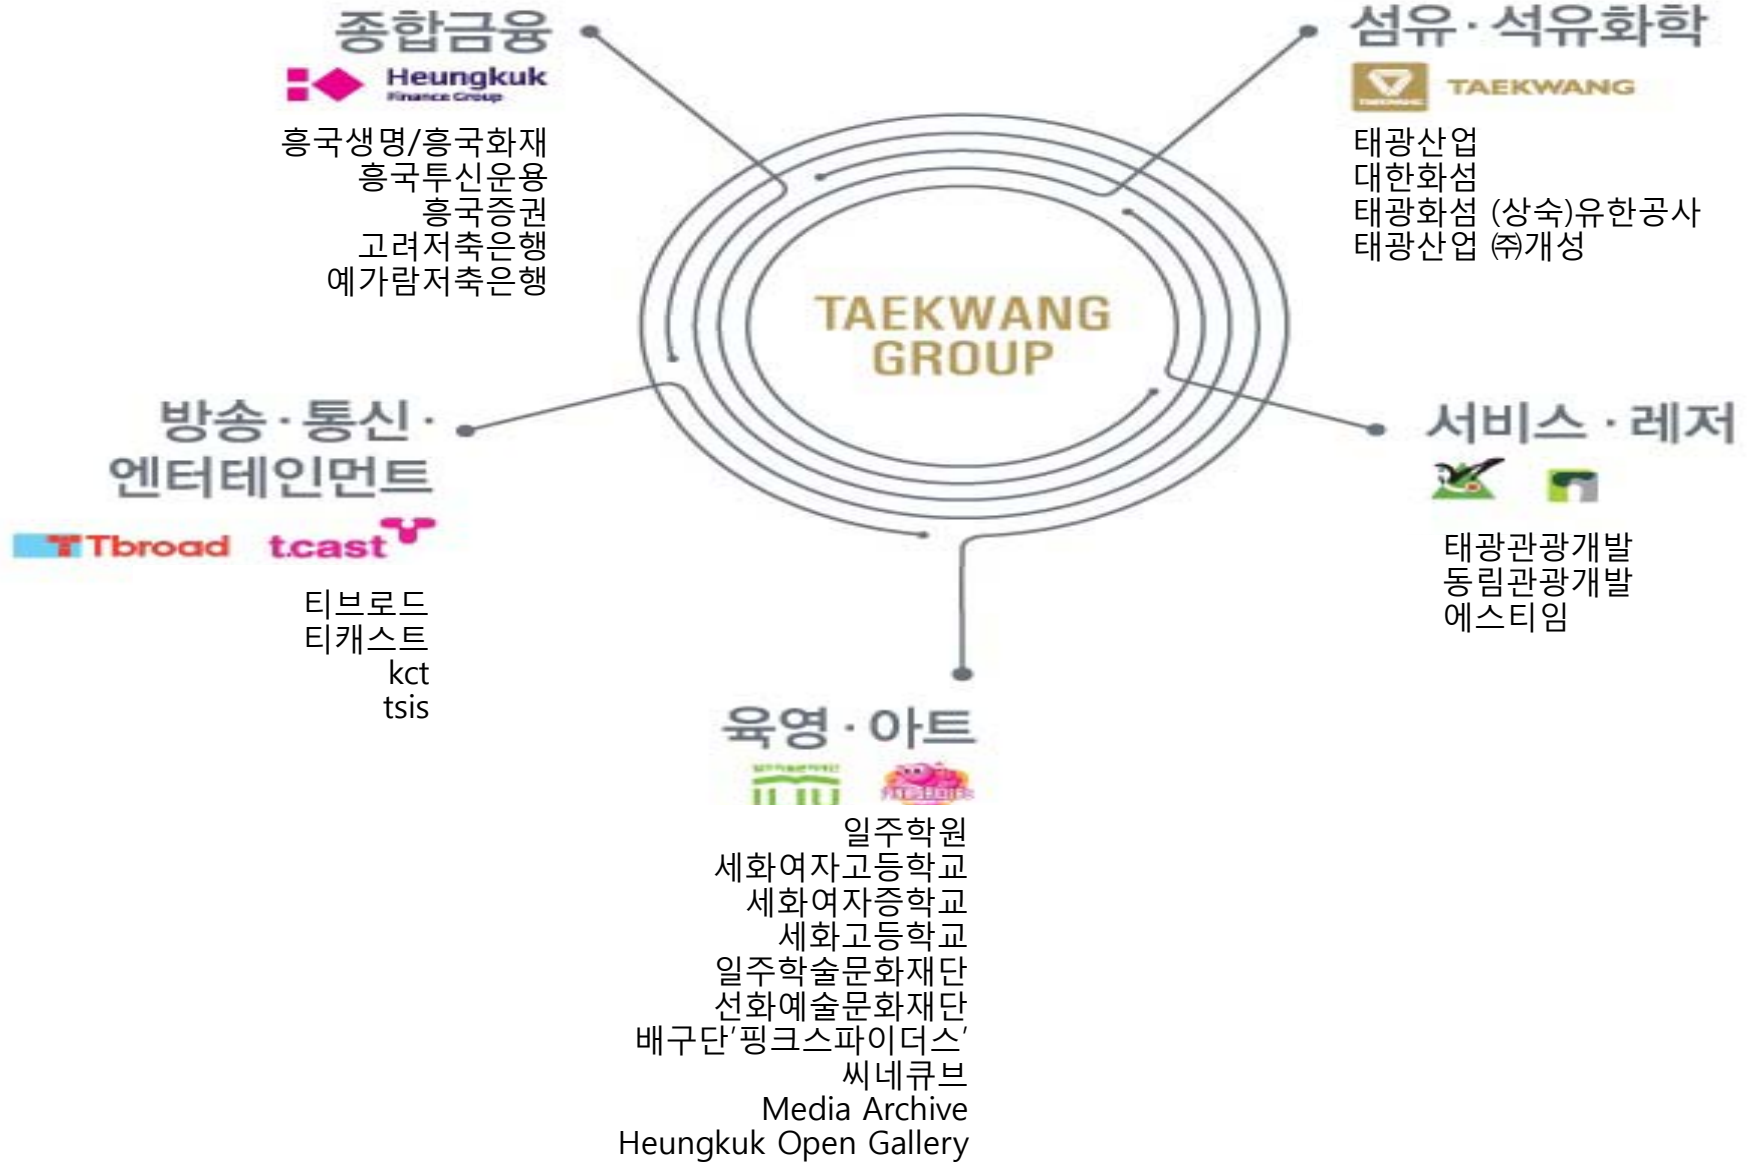 종합금융
Heungkuk
Finance Group
흥국생명/흥국화재
흥국투신운용
흥국증권
고려저축은행
예가람저축은행
섬유·석유화학
TAEKWANG
태광산업
대한화섬
태광화섬 (상숙)유한공사
태광산업 ㈜개성
TAEKWANG
GROUP
방송·통신·
엔터테인먼트
Tbroad t.cast
티브로드
티캐스트
kct
tsis
서비스·레저
태광관광개발
동림관광개발
에스티임
육영·아트
일주학원
세화여자고등학교
세화여자증학교
세화고등학교
일주학술문화재단
선화예술문화재단
배구단'핑크스파이더스'
씨네큐브
Media Archive
Heungkuk Open Gallery